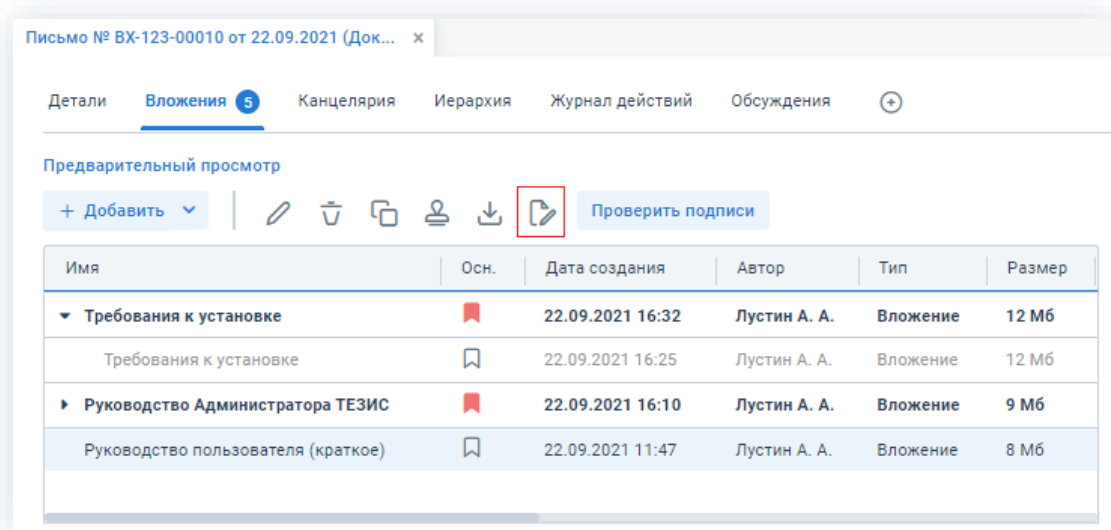 Письмо № ВХ-123-00010 от 22.09.2021 (Док... ×
Детали Вложения 5 Канцелярия Иерархия Журнал действий Обсуждения
Предварительный просмотр
+ Добавить Проверить подписи
Имя Осн. Дата создания Автор Тип Размер
Требования к установке 22.09.2021 16:32 Лустин А. А. Вложение 12 Мб
Требования к установке 22.09.2021 16:25 Лустин А. А. Вложение 12 Мб
Руководство Администратора ТЕЗИС 22.09.2021 16:10 Лустин А. А. Вложение 9 Мб
Руководство пользователя (краткое) 22.09.2021 11:47 Лустин А. А. Вложение 8 Мб